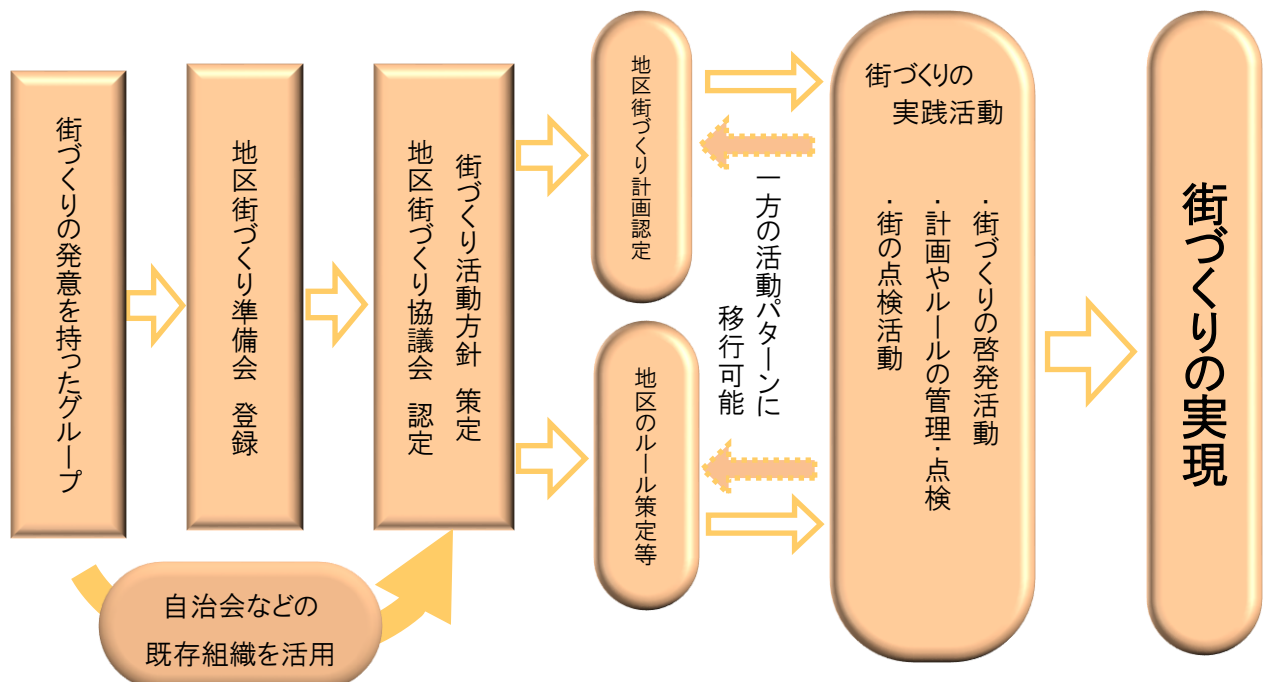 街づくりの発意を持ったグループ
地区街づくり準備会 登録
街づくり活動方針 策定
地区街づくり協議会 認定
自治会などの
既存組織を活用
地区街づくり計画認定
地区のルール策定等
一方の活動パターンに
移行可能
街づくりの
実践活動
・街づくりの啓発活動
・計画やルールの管理・点検
・街の点検活動
街づくりの実現